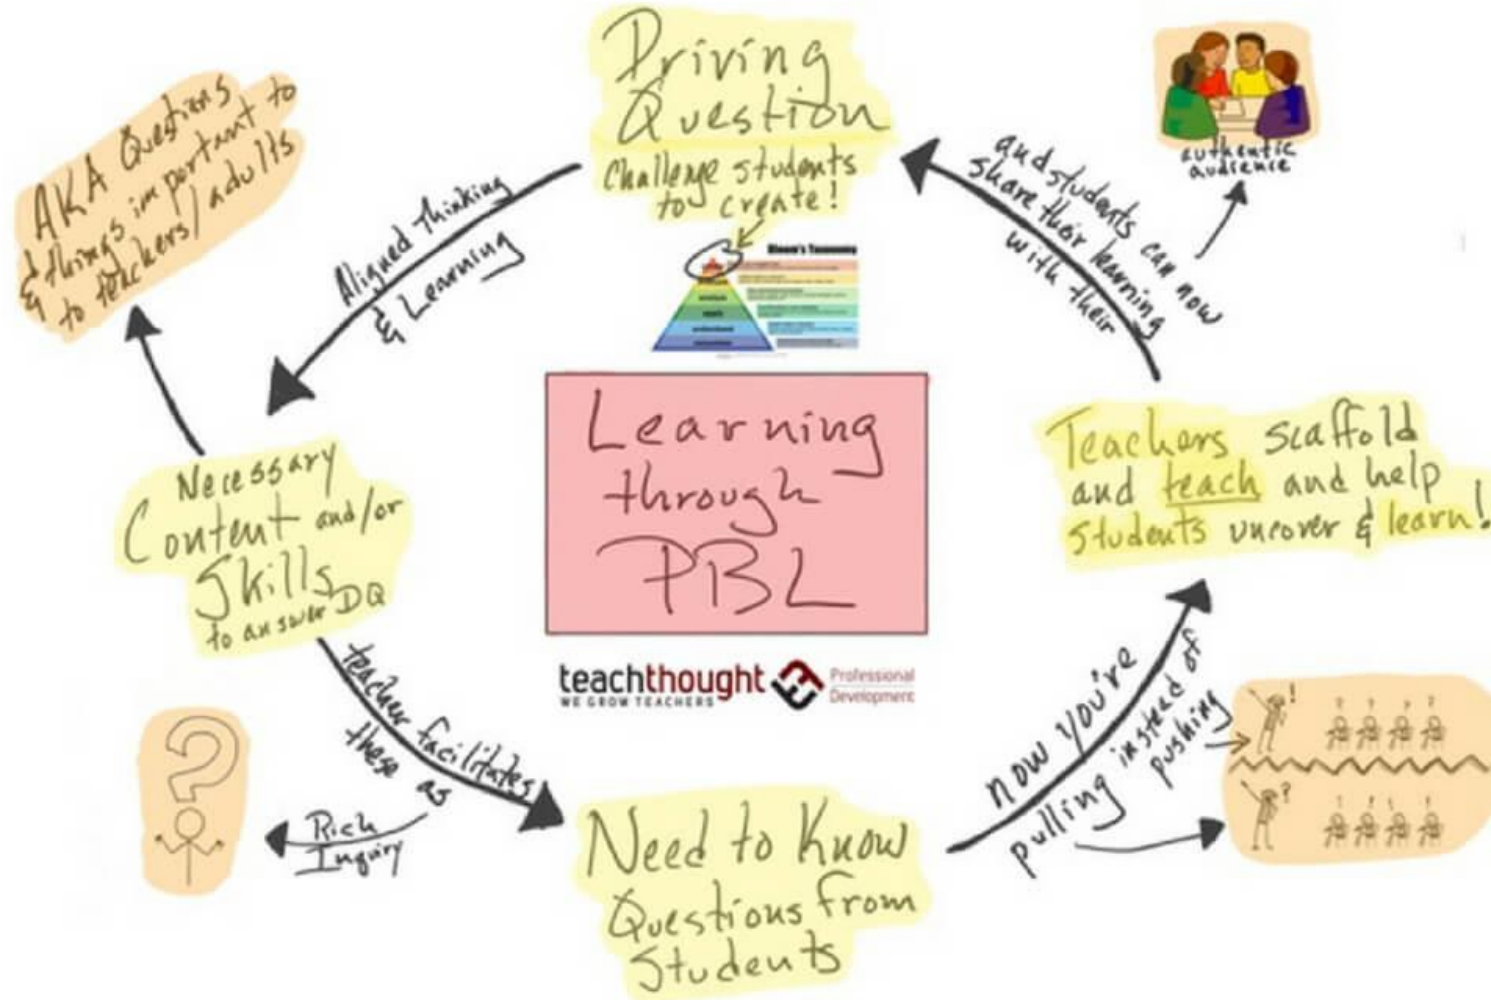 Driving
Question
Challenge students
to create!
Bloom's Taxonomy
Aligned Thinking
& Learning
AKA Questions
& things important to
to teachers/adults
Necessary
Content and/or
Skills
to answer DQ
teacher facilitates
these as
Rich
Inquiry
?
Need to Know
Questions from
Students
now you're
pulling instead of
pushing
Teachers scaffold
and teach and help
students uncover & learn!
and students can now
share their learning
with their
authentic
audience
Learning
through
PBL
teachthought
WE GROW TEACHERS
Professional
Development